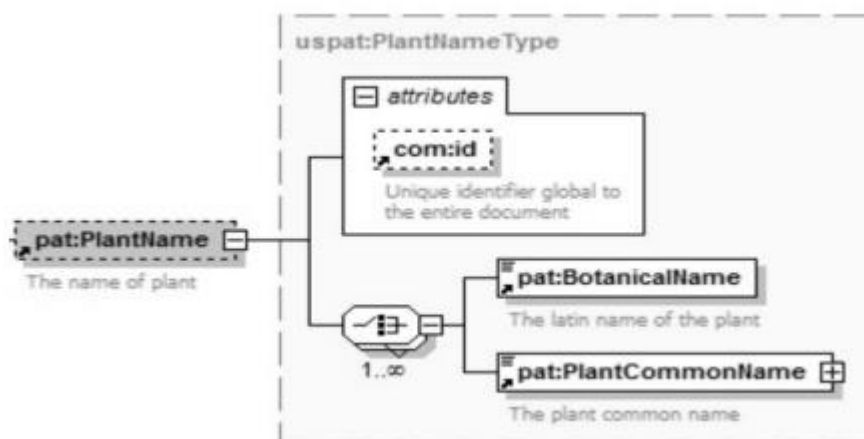 uspat:PlantNameType
attributes
com:id
Unique identifier global to
the entire document
pat:PlantName
The name of plant
pat:BotanicalName
The latin name of the plant
1..∞
pat:PlantCommonName
The plant common name